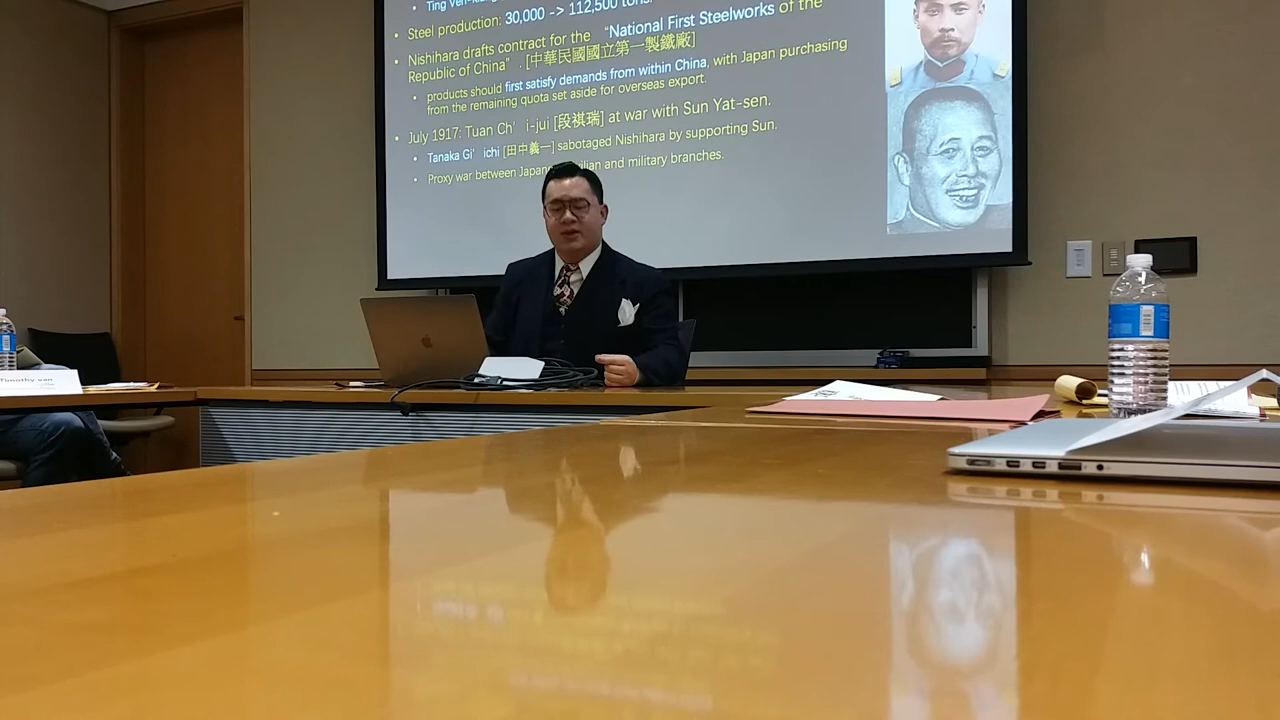 Steel production: 30,000 -> 112,500 tons.
Nishihara drafts contract for the “National First Steelworks of the
Republic of China”. [中華民國國立第一製鐵廠]
products should first satisfy demands from within China, with Japan purchasing
from the remaining quota set aside for overseas export.
July 1917: Tuan Ch’i-jui [段祺瑞] at war with Sun Yat-sen.
Tanaka Gi’ichi [田中義一] sabotaged Nishihara by supporting Sun.
Proxy war between and military branches.
Timothy van